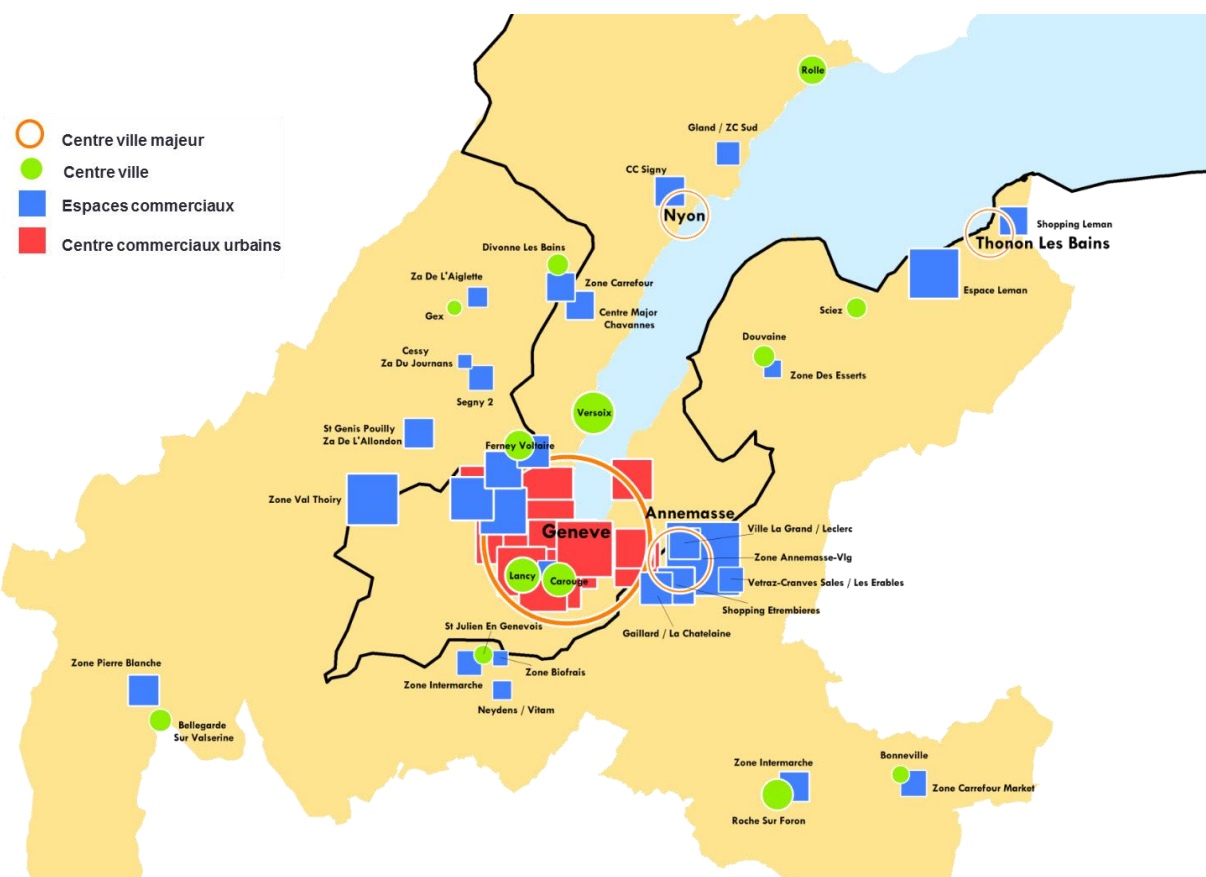 Centre ville majeur
Centre ville
Espaces commerciaux
Centre commerciaux urbains
Rolle
Gland / ZC Sud
CC Signy
Nyon
Shopping Leman
Thonon Les Bains
Espace Leman
Divonne Les Bains
Zone Carrefour
Centre Major
Chavannes
Za De L'Aiglette
Gex
Sciez
Douvaine
Zone Des Esserts
Cessy
Za Du Journans
Segny 2
Versoix
St Genis Pouilly
Za De L'Allondon
Ferney Voltaire
Zone Val Thoiry
Annemasse
Geneve
Ville La Grand / Leclerc
Zone Annemasse-Vlg
Lancy
Carouge
Vetraz-Cranves Sales / Les Erables
Shopping Etrembieres
Gaillard / La Chatelaine
St Julien En Genevois
Zone Biofrais
Zone Intermarche
Neydens / Vitam
Zone Pierre Blanche
Bellegarde
Sur Valserine
Zone Intermarche
Roche Sur Foron
Bonneville
Zone Carrefour Market